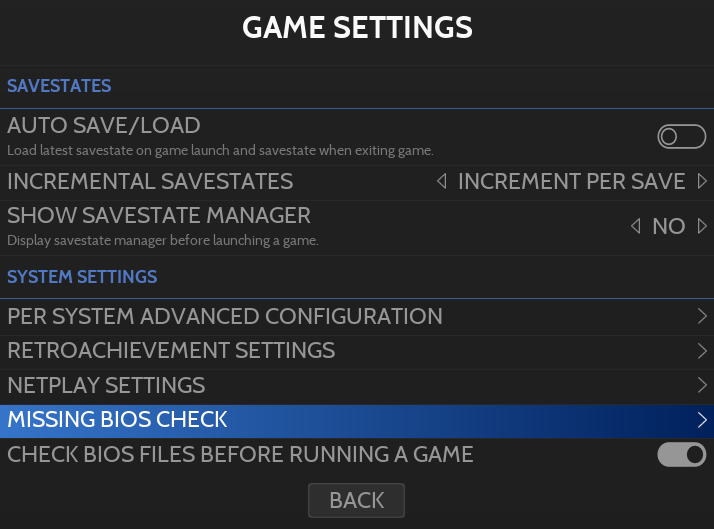 GAME SETTINGS
SAVESTATES
AUTO SAVE/LOAD
Load latest savestate on game launch and savestate when exiting game.
INCREMENTAL SAVESTATES INCREMENT PER SAVE
SHOW SAVESTATE MANAGER
Display savestate manager before launching a game.
NO
SYSTEM SETTINGS
PER SYSTEM ADVANCED CONFIGURATION
RETROACHIEVEMENT SETTINGS
NETPLAY SETTINGS
MISSING BIOS CHECK
CHECK BIOS FILES BEFORE RUNNING A GAME
BACK